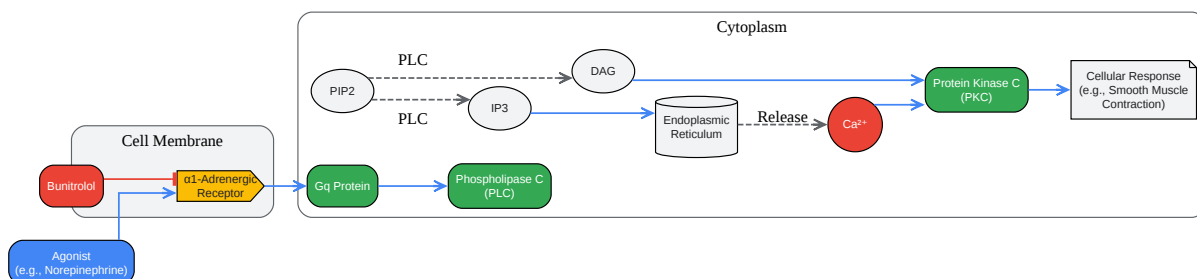 Cytoplasm
PLC
DAG
PIP2
IP3
PLC
Endoplasmic
Reticulum
Release
Ca²⁺
Protein Kinase C
(PKC)
Cellular Response
(e.g., Smooth Muscle
Contraction)
Cell Membrane
Bunitrolol
α1-Adrenergic
Receptor
Gq Protein
Phospholipase C
(PLC)
Agonist
(e.g., Norepinephrine)